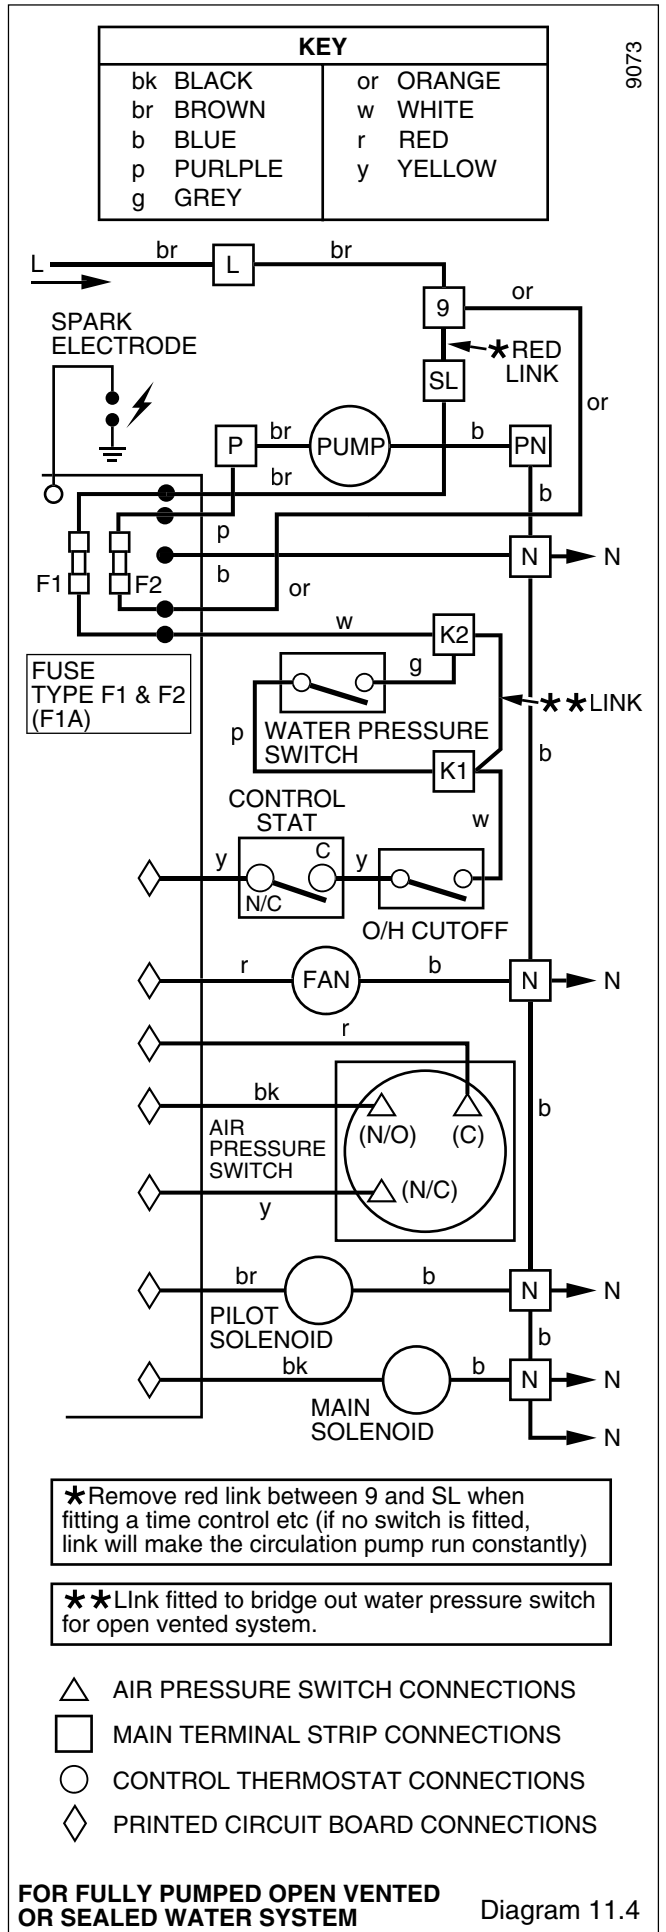 KEY
9073
bk BLACK
br BROWN
b BLUE
p PURLPLE
g GREY
or ORANGE
w WHITE
r RED
y YELLOW
L
br
L
br
9
or
SPARK
ELECTRODE
★RED
LINK
SL
or
P
br
PUMP
b
PN
br
b
p
N
N
b
F1
F2
or
w
K2
FUSE
TYPE F1 & F2
(F1A)
g
★★LINK
WATER PRESSURE
SWITCH
p
b
K1
CONTROL
STAT
w
y
C
y
N/C
O/H CUTOFF
r
FAN
b
N
N
r
bk
b
(N/O)
(C)
AIR
PRESSURE
SWITCH
(N/C)
y
br
b
N
N
PILOT
SOLENOID
b
bk
b
N
N
MAIN
SOLENOID
N
★Remove red link between 9 and SL when
fitting a time control etc (if no switch is fitted,
link will make the circulation pump run constantly)
★★LInk fitted to bridge out water pressure switch
for open vented system.
AIR PRESSURE SWITCH CONNECTIONS
MAIN TERMINAL STRIP CONNECTIONS
CONTROL THERMOSTAT CONNECTIONS
PRINTED CIRCUIT BOARD CONNECTIONS
FOR FULLY PUMPED OPEN VENTED
OR SEALED WATER SYSTEM
Diagram 11.4